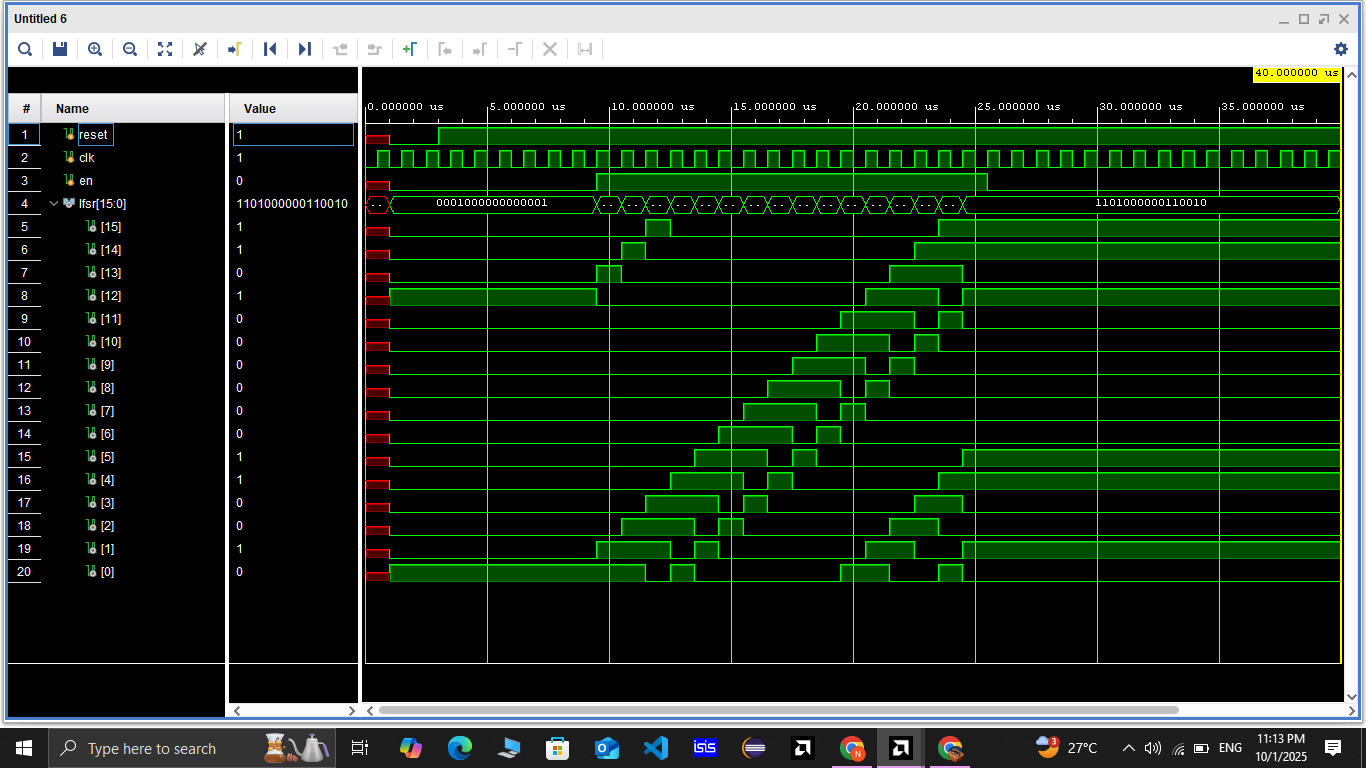 Untitled 6
40.000000 us
# Name Value
0.000000 us 5.000000 us 10.000000 us 15.000000 us 20.000000 us 25.000000 us 30.000000 us 35.000000 us
1 reset 1
2 clk 1
3 en 0
4 lfsr[15:0] 1101000000110010 0001000000000001 1101000000110010
5 [15] 1
6 [14] 1
7 [13] 0
8 [12] 1
9 [11] 0
10 [10] 0
11 [9] 0
12 [8] 0
13 [7] 0
14 [6] 0
15 [5] 1
16 [4] 1
17 [3] 0
18 [2] 0
19 [1] 1
20 [0] 0
Type here to search isis N 3 27°C ENG 11:13 PM
10/1/2025